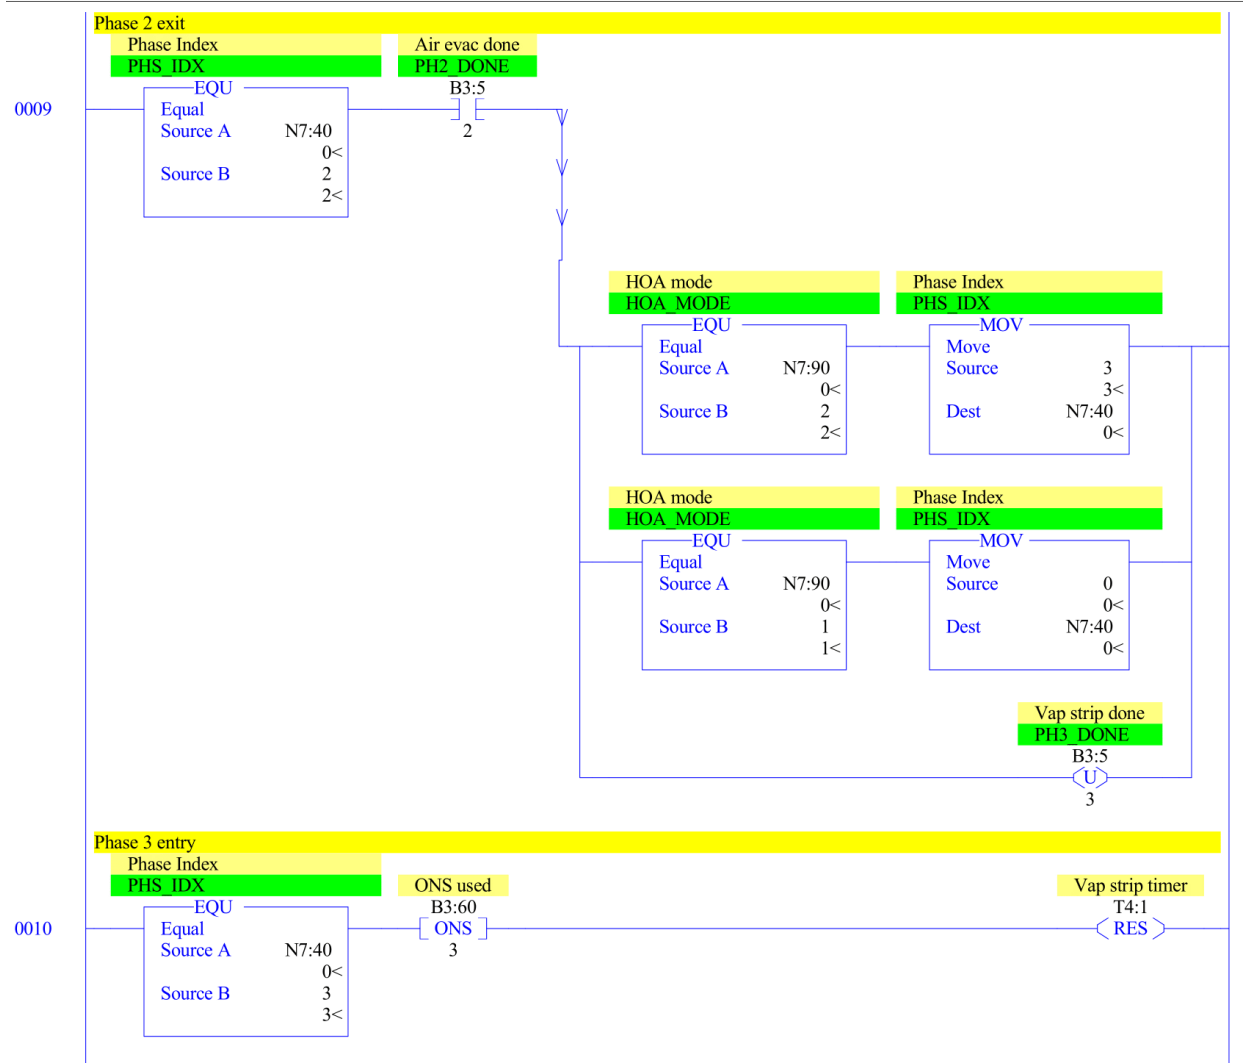 Phase 2 exit
Phase Index
PHS_IDX
Air evac done
PH2_DONE
0009
EQU
Equal
Source A N7:40
0<
Source B 2
2<
B3:5
2
HOA mode
HOA_MODE
EQU
Equal
Source A N7:90
0<
Source B 2
2<
Phase Index
PHS_IDX
MOV
Move
Source 3
3<
Dest N7:40
0<
HOA mode
HOA_MODE
EQU
Equal
Source A N7:90
0<
Source B 1
1<
Phase Index
PHS_IDX
MOV
Move
Source 0
0<
Dest N7:40
0<
Vap strip done
PH3_DONE
B3:5
U
3
Phase 3 entry
Phase Index
PHS_IDX
0010
EQU
Equal
Source A N7:40
0<
Source B 3
3<
ONS used
B3:60
ONS
3
Vap strip timer
T4:1
RES